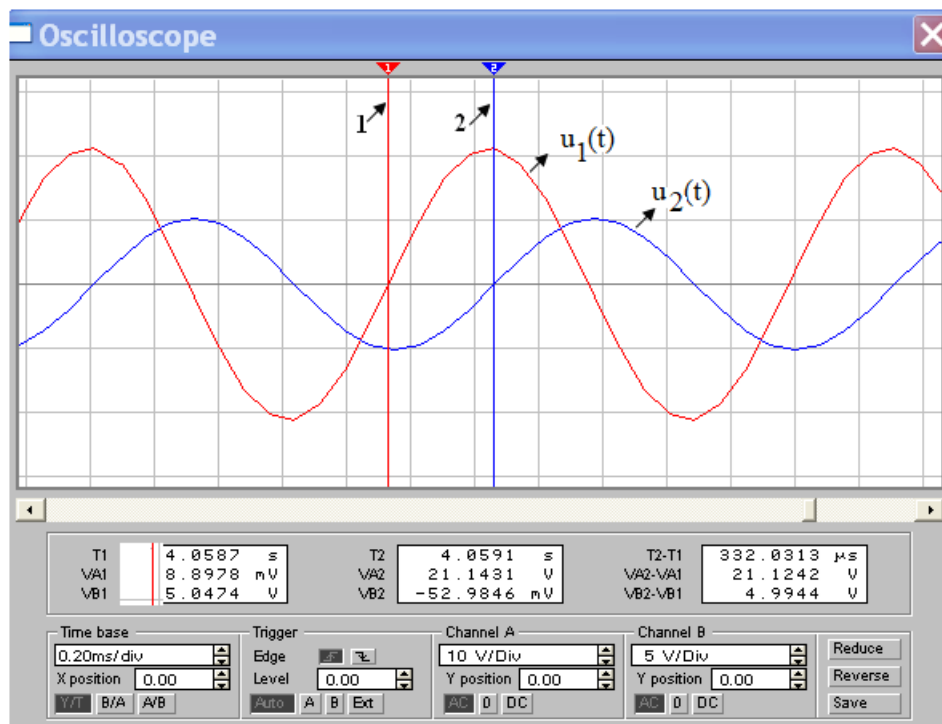 Oscilloscope
1 2
1 2 u1(t)
u2(t)
T1 4.0587 s T2 4.0591 s T2-T1 332.0313 µs
VA1 8.8978 mV VA2 21.1431 V VA2-VA1 21.1242 V
VB1 5.0474 V VB2 -52.9846 mV VB2-VB1 4.9944 V
Time base Trigger Channel A Channel B
0.20ms/div Edge 10 V/Div 5 V/Div Reduce
X position 0.00 Level 0.00 Y position 0.00 Y position 0.00 Reverse
Y/T B/A A/B Auto A B Ext AC 0 DC AC 0 DC Save